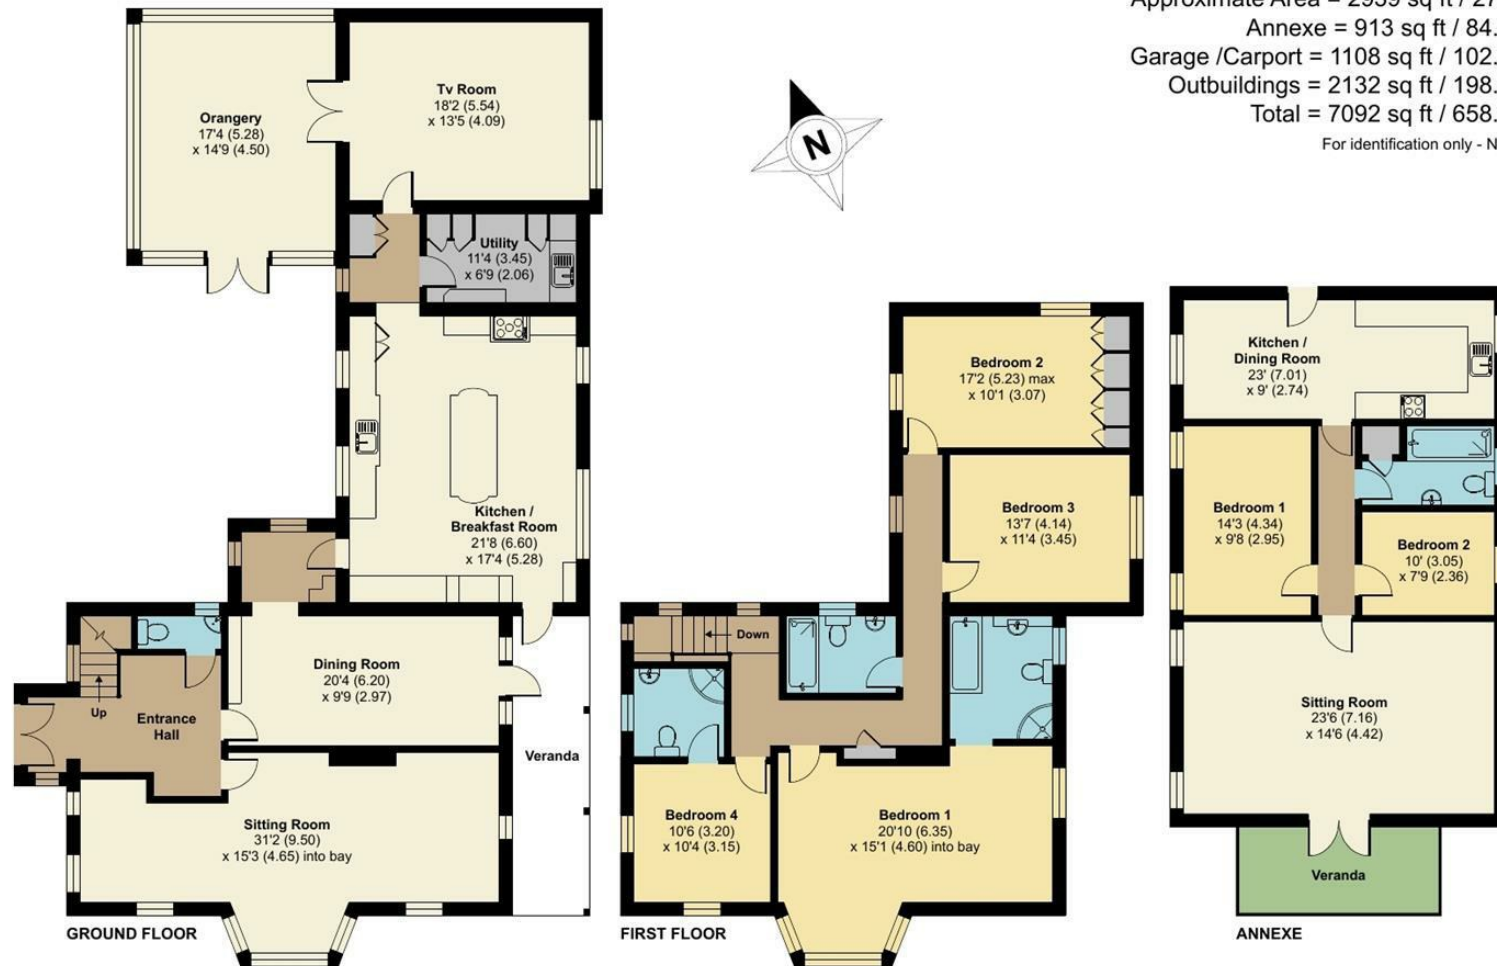 Approximate Area = 2939 sq ft / 27
Annexe = 913 sq ft / 84.
Garage /Carport = 1108 sq ft / 102.
Outbuildings = 2132 sq ft / 198.
Total = 7092 sq ft / 658.
For identification only - N
N
Orangery
17'4 (5.28)
x 14'9 (4.50)
Tv Room
18'2 (5.54)
x 13'5 (4.09)
Utility
11'4 (3.45)
x 6'9 (2.06)
Kitchen /
Breakfast Room
21'8 (6.60)
x 17'4 (5.28)
Dining Room
20'4 (6.20)
x 9'9 (2.97)
Up
Entrance
Hall
Veranda
Sitting Room
31'2 (9.50)
x 15'3 (4.65) into bay
GROUND FLOOR
Bedroom 2
17'2 (5.23) max
x 10'1 (3.07)
Bedroom 3
13'7 (4.14)
x 11'4 (3.45)
Down
Bedroom 4
10'6 (3.20)
x 10'4 (3.15)
Bedroom 1
20'10 (6.35)
x 15'1 (4.60) into bay
FIRST FLOOR
Kitchen /
Dining Room
23' (7.01)
x 9' (2.74)
Bedroom 1
14'3 (4.34)
x 9'8 (2.95)
Bedroom 2
10' (3.05)
x 7'9 (2.36)
Sitting Room
23'6 (7.16)
x 14'6 (4.42)
Veranda
ANNEXE